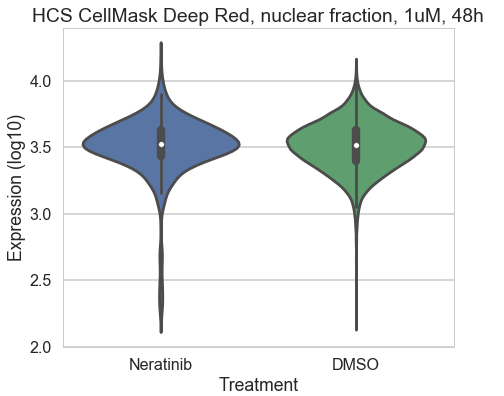 HCS CellMask Deep Red, nuclear fraction, 1uM, 48h
Expression (log10)
4.0
3.5
3.0
2.5
2.0
Neratinib
DMSO
Treatment